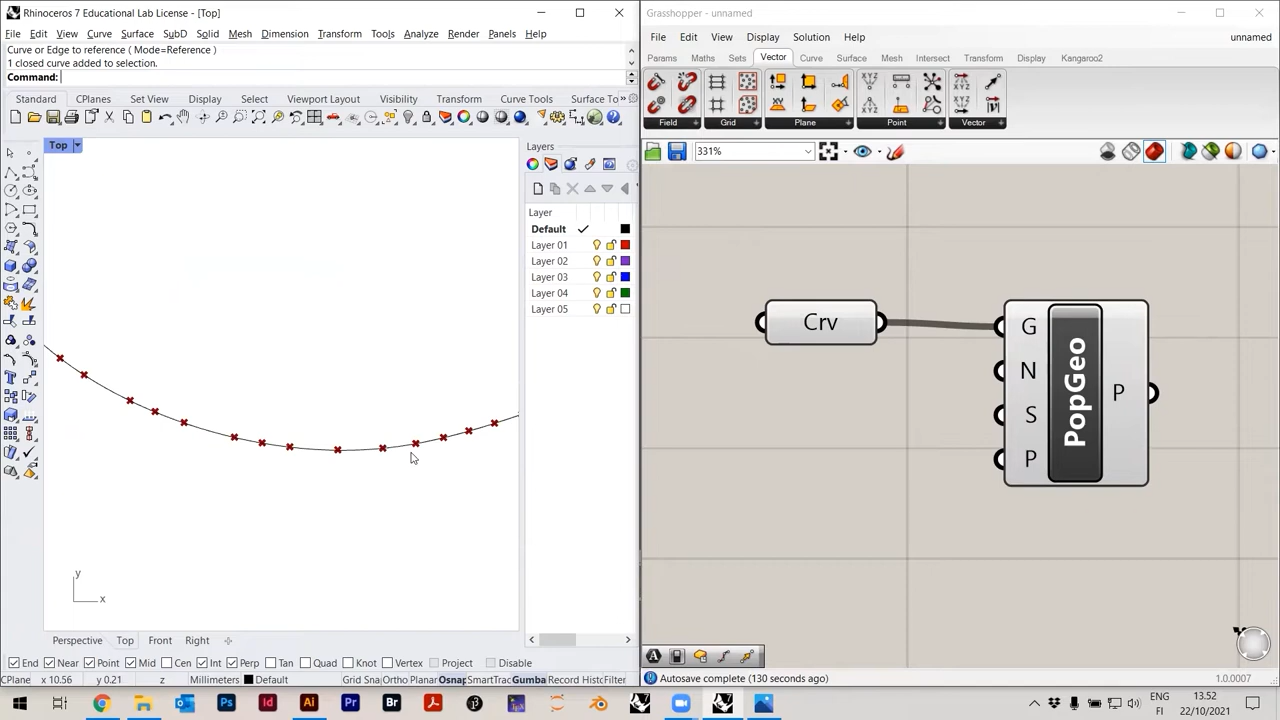 Rhinoceros 7 Educational Lab License - [Top]
File Edit View Curve Surface SubD Solid Mesh Dimension Transform Tools Analyze Render Panels Help
Curve or Edge to reference ( Mode=Reference )
1 closed curve added to selection.
Command:
Standard CPlanes Set View Display Select Viewport Layout Visibility Transform Curve Tools Surface To »
Top
Layers
Layer
Default
Layer 01
Layer 02
Layer 03
Layer 04
Layer 05
y
x
Perspective Top Front Right
End Near Point Mid Cen Int Perp Tan Quad Knot Vertex Project Disable
CPlane x 10.56 y 0.21 z Millimeters Default Grid Snap Ortho Planar Osnap SmartTrac Gumba Record Histo Filter
Grasshopper - unnamed
File Edit View Display Solution Help
unnamed
Params Maths Sets Vector Curve Surface Mesh Intersect Transform Display Kangaroo2
Field Grid Plane Point Vector
331%
Crv
G
N
S
P
PopGeo
P
Autosave complete (130 seconds ago)
1.0.0007
ENG
FI
13.52
22/10/2021